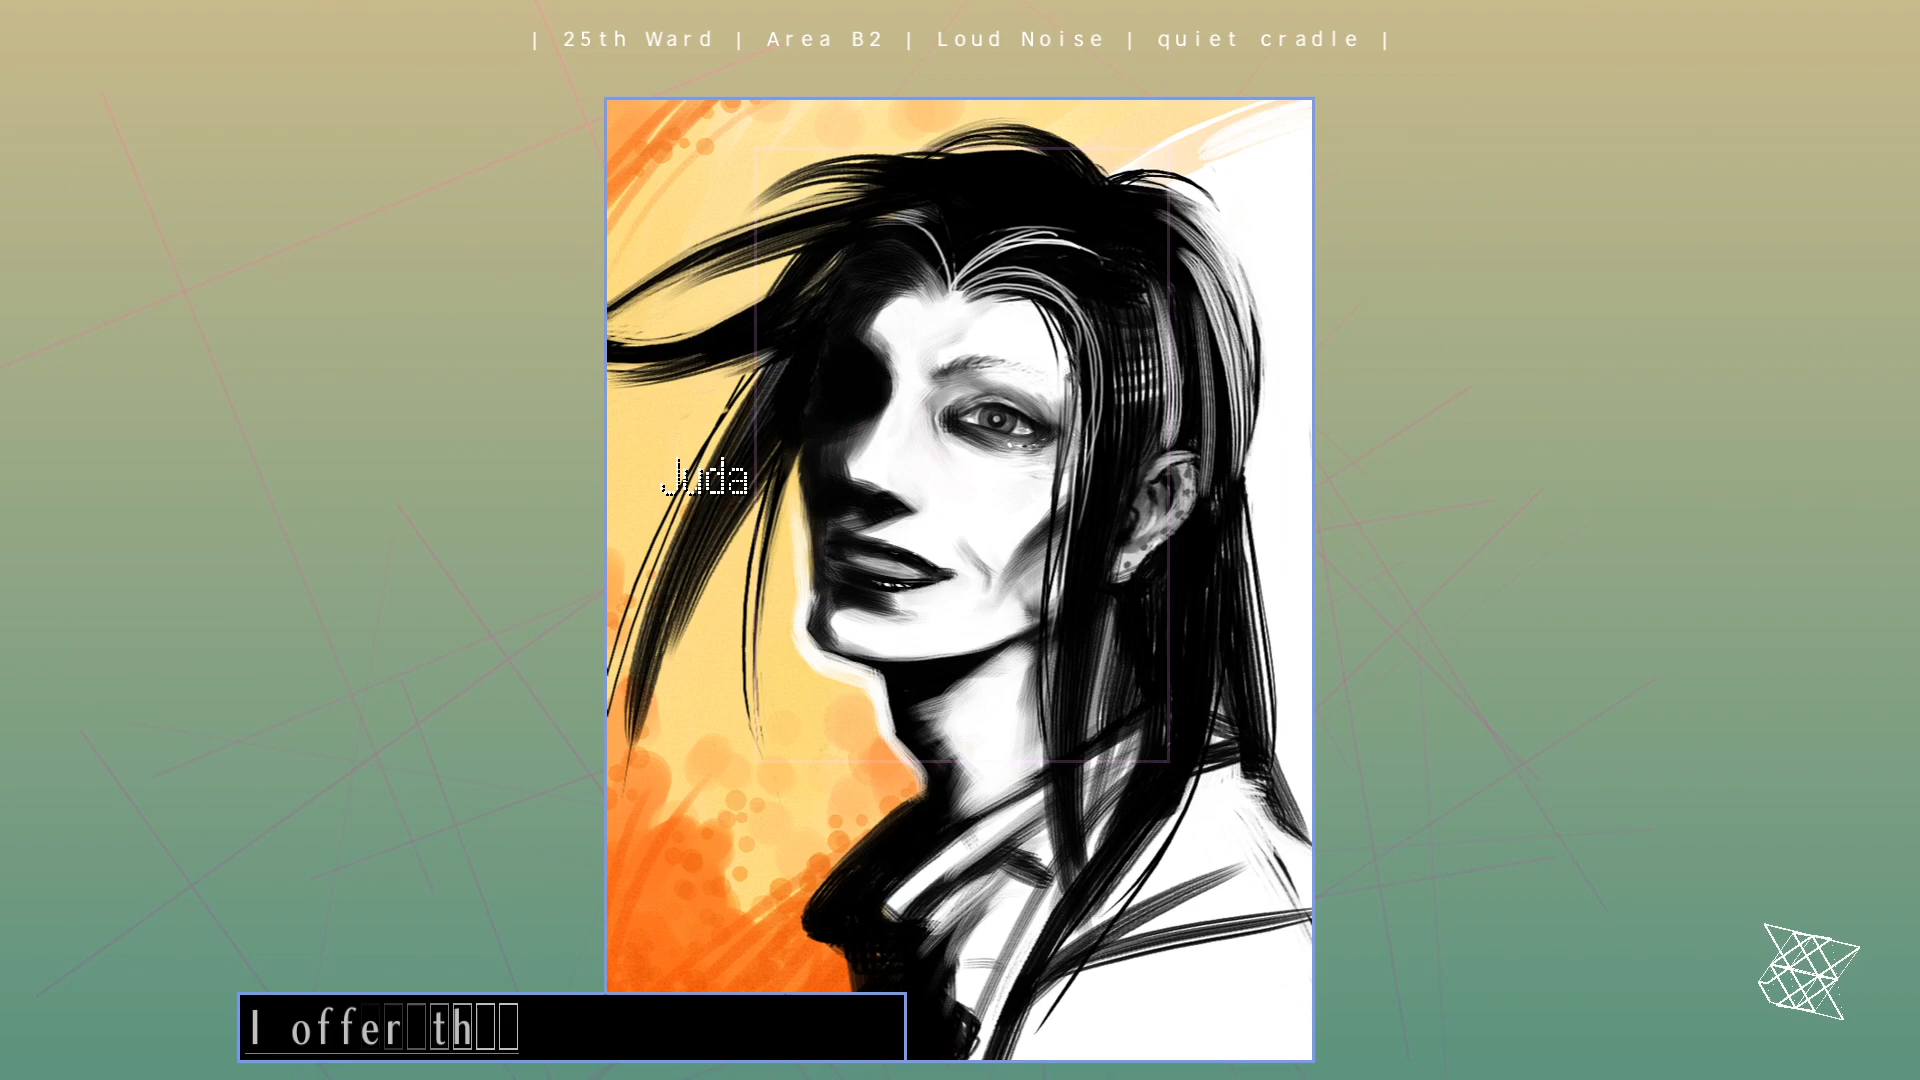 | 25th Ward | Area B2 | Loud Noise | quiet cradle |
Juda
I offer th